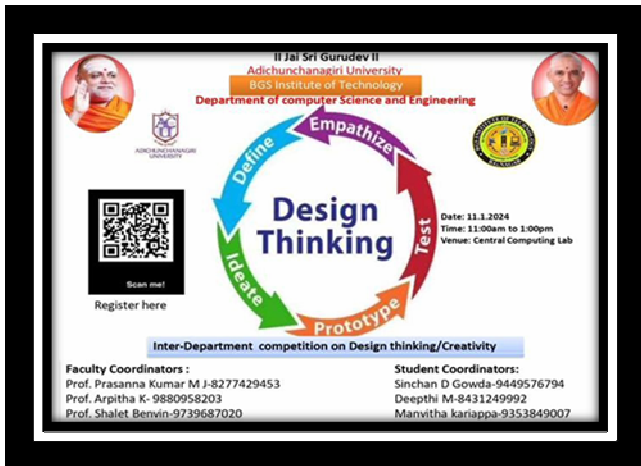 II Jai Sri Gurudev II
Adichunchanagiri University
BGS Institute of Technology
Department of computer Science and Engineering
ADICHUNCHANAGIRI
UNIVERSITY
Empathize
Define
Design
Thinking
Test
Ideate
Prototype
Date: 11.1.2024
Time: 11:00am to 1:00pm
Venue: Central Computing Lab
Scan me!
Register here
Inter-Department competition on Design thinking/Creativity
Faculty Coordinators :
Prof. Prasanna Kumar M J-8277429453
Prof. Arpitha K- 9880958203
Prof. Shalet Benvin-9739687020
Student Coordinators:
Sinchan D Gowda-9449576794
Deepthi M-8431249992
Manvitha kariappa-9353849007